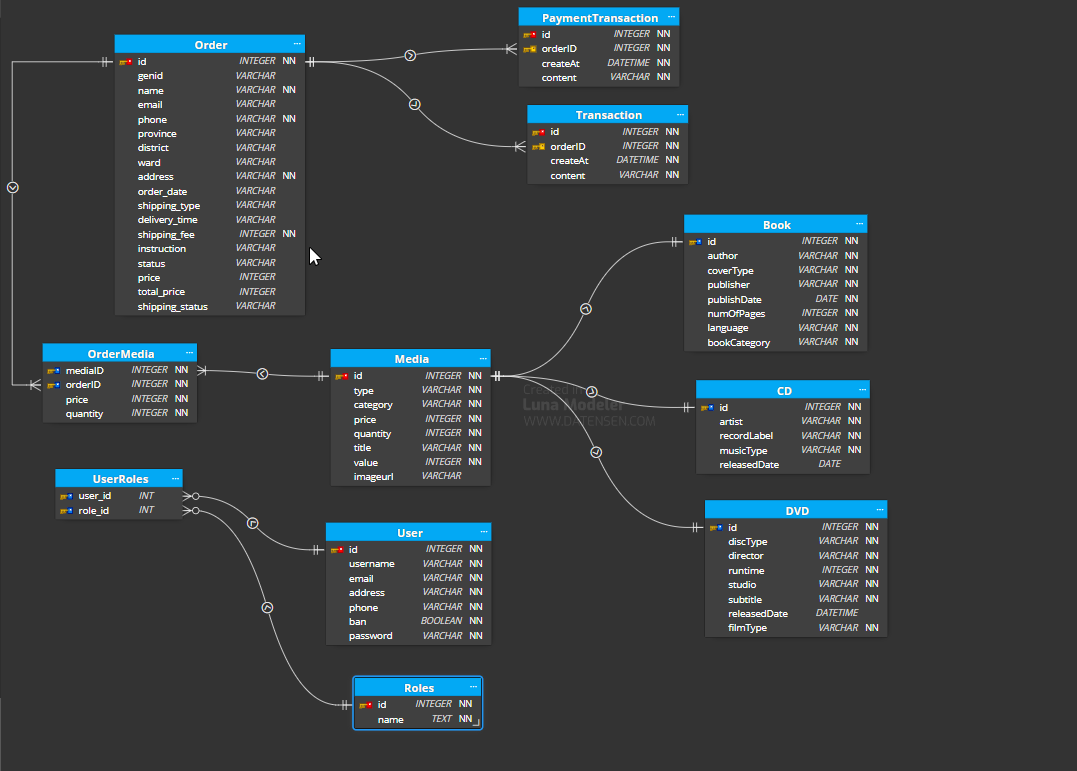 Order
id INTEGER NN
genid VARCHAR
name VARCHAR NN
email VARCHAR
phone VARCHAR NN
province VARCHAR
district VARCHAR
ward VARCHAR
address VARCHAR NN
order_date VARCHAR
shipping_type VARCHAR
delivery_time VARCHAR
shipping_fee INTEGER NN
instruction VARCHAR
status VARCHAR
price INTEGER
total_price INTEGER
shipping_status VARCHAR
PaymentTransaction
id INTEGER NN
orderID INTEGER NN
createAt DATETIME NN
content VARCHAR NN
Transaction
id INTEGER NN
orderID INTEGER NN
createAt DATETIME NN
content VARCHAR NN
Book
id INTEGER NN
author VARCHAR NN
coverType VARCHAR NN
publisher VARCHAR NN
publishDate DATE NN
numOfPages INTEGER NN
language VARCHAR NN
bookCategory VARCHAR NN
OrderMedia
mediaID INTEGER NN
orderID INTEGER NN
price INTEGER NN
quantity INTEGER NN
Media
id INTEGER NN
type VARCHAR NN
category VARCHAR NN
price INTEGER NN
quantity INTEGER NN
title VARCHAR NN
value INTEGER NN
imageurl VARCHAR
Created in
Luna Modeler
WWW.DATENSEN.COM
CD
id INTEGER NN
artist VARCHAR NN
recordLabel VARCHAR NN
musicType VARCHAR NN
releasedDate DATE
UserRoles
user_id INT
role_id INT
User
id INTEGER NN
username VARCHAR NN
email VARCHAR NN
address VARCHAR NN
phone VARCHAR NN
ban BOOLEAN NN
password VARCHAR NN
DVD
id INTEGER NN
discType VARCHAR NN
director VARCHAR NN
runtime INTEGER NN
studio VARCHAR NN
subtitle VARCHAR NN
releasedDate DATETIME
filmType VARCHAR NN
Roles
id INTEGER NN
name TEXT NN